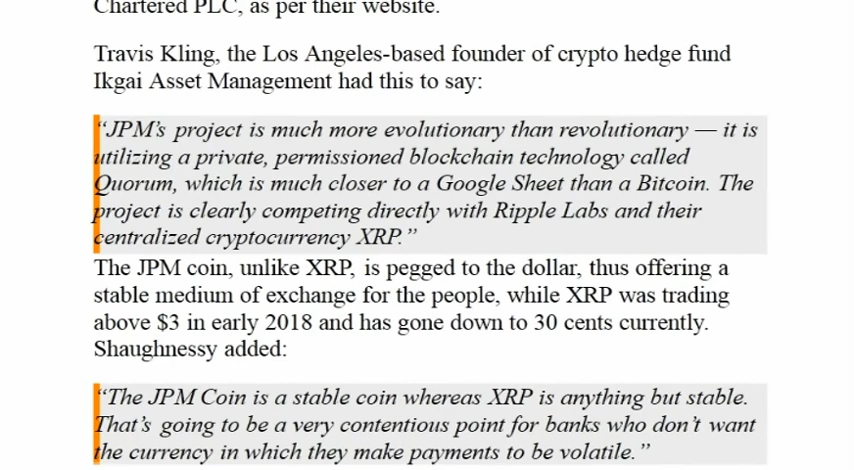 Chartered PLC, as per their website.
Travis Kling, the Los Angeles-based founder of crypto hedge fund
Ikgai Asset Management had this to say:
“JPM’s project is much more evolutionary than revolutionary — it is
utilizing a private, permissioned blockchain technology called
Quorum, which is much closer to a Google Sheet than a Bitcoin. The
project is clearly competing directly with Ripple Labs and their
centralized cryptocurrency XRP.”
The JPM coin, unlike XRP, is pegged to the dollar, thus offering a
stable medium of exchange for the people, while XRP was trading
above $3 in early 2018 and has gone down to 30 cents currently.
Shaughnessy added:
“The JPM Coin is a stable coin whereas XRP is anything but stable.
That’s going to be a very contentious point for banks who don’t want
the currency in which they make payments to be volatile.”